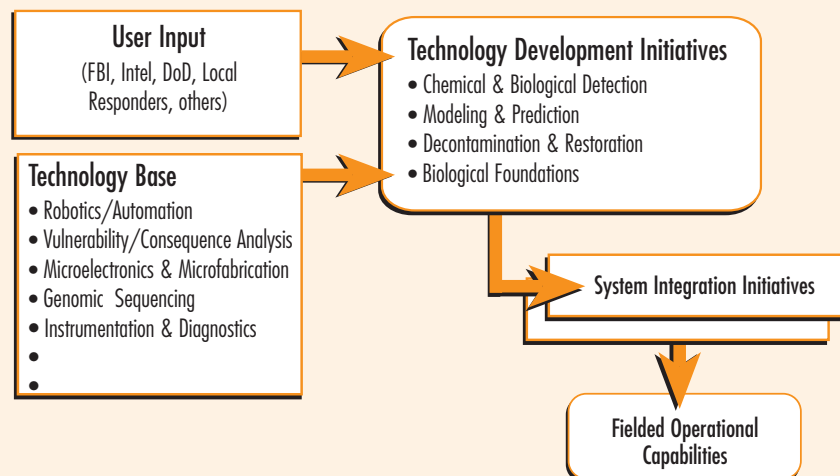 User Input
(FBI, Intel, DoD, Local
Responders, others)
Technology Base
• Robotics/Automation
• Vulnerability/Consequence Analysis
• Microelectronics & Microfabrication
• Genomic Sequencing
• Instrumentation & Diagnostics
•
•
Technology Development Initiatives
• Chemical & Biological Detection
• Modeling & Prediction
• Decontamination & Restoration
• Biological Foundations
System Integration Initiatives
Fielded Operational
Capabilities